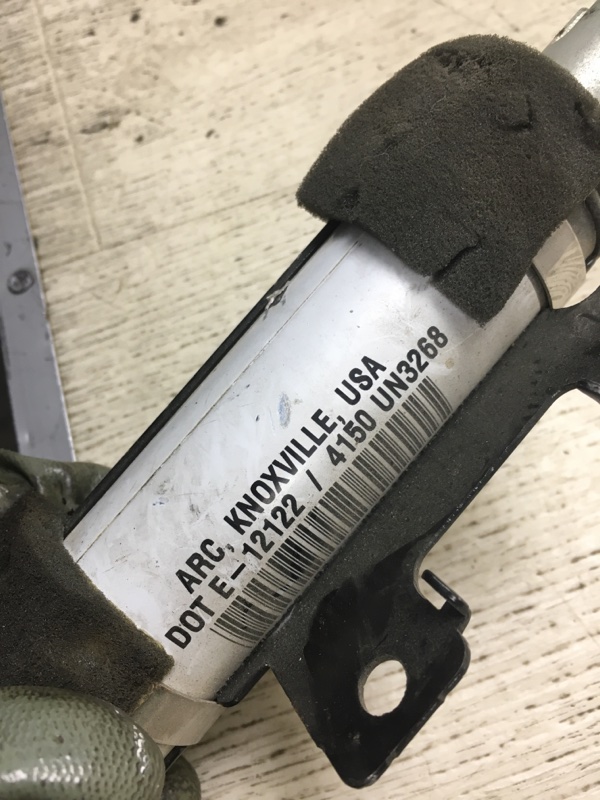 ARC, KNOXVILLE, USA
DOT E-12122 / 4150 UN3268